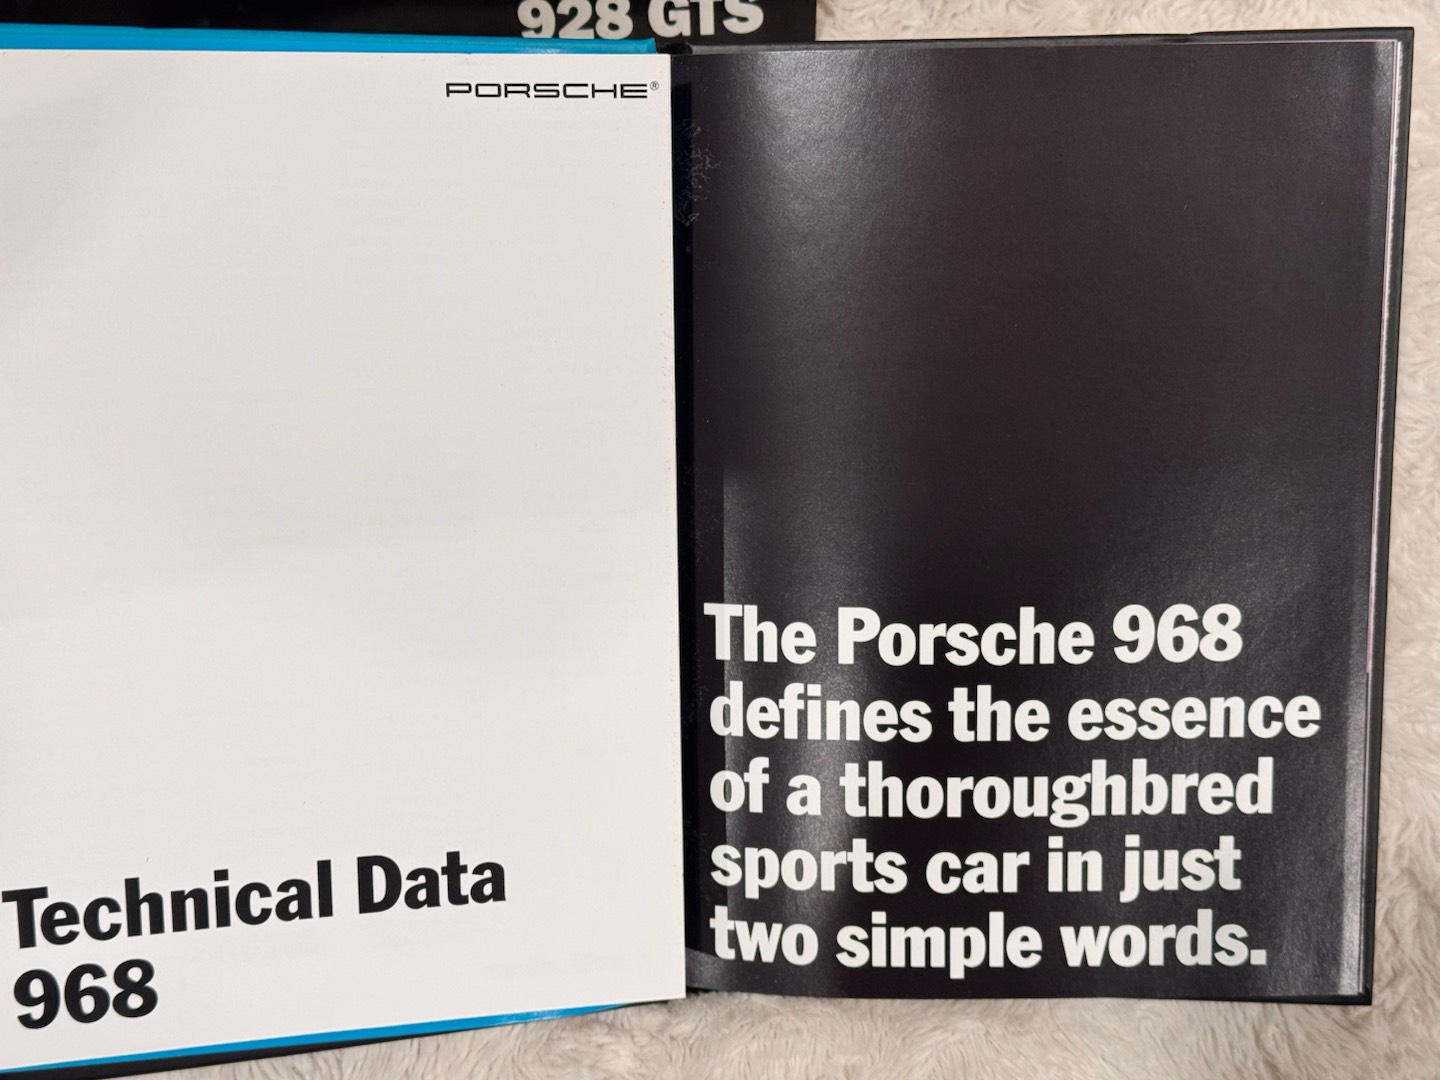 928 GTS
PORSCHE®
Technical Data
968
The Porsche 968
defines the essence
of a thoroughbred
sports car in just
two simple words.